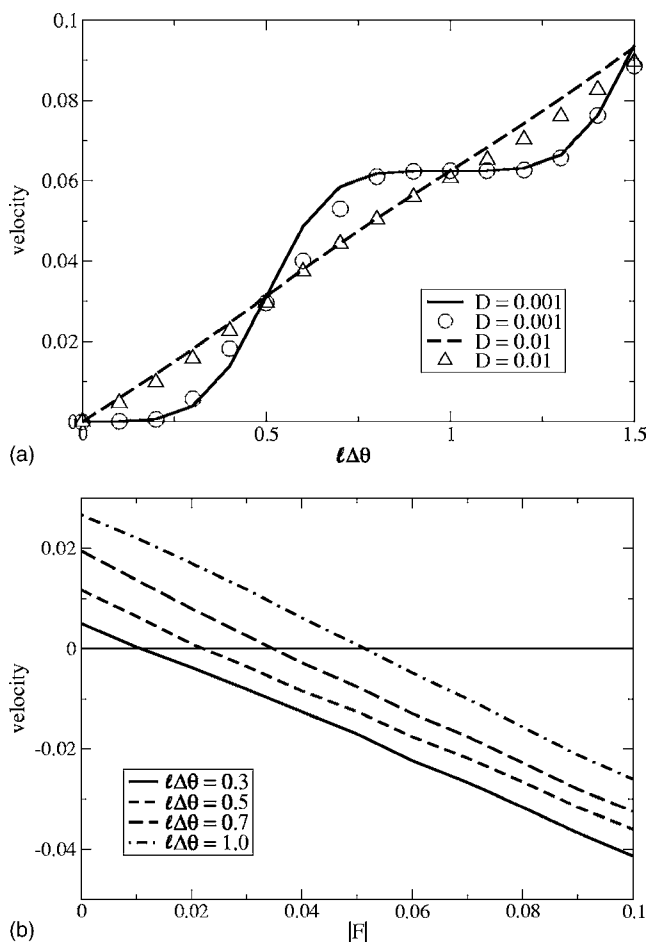 0.1
0.08
0.06
0.04
0.02
0
velocity
D = 0.001
D = 0.001
D = 0.01
D = 0.01
0 0.5 1 1.5
(a) ℓΔθ
0.02
0
-0.02
-0.04
velocity
ℓΔθ = 0.3
ℓΔθ = 0.5
ℓΔθ = 0.7
ℓΔθ = 1.0
0 0.02 0.04 0.06 0.08 0.1
(b) |F|